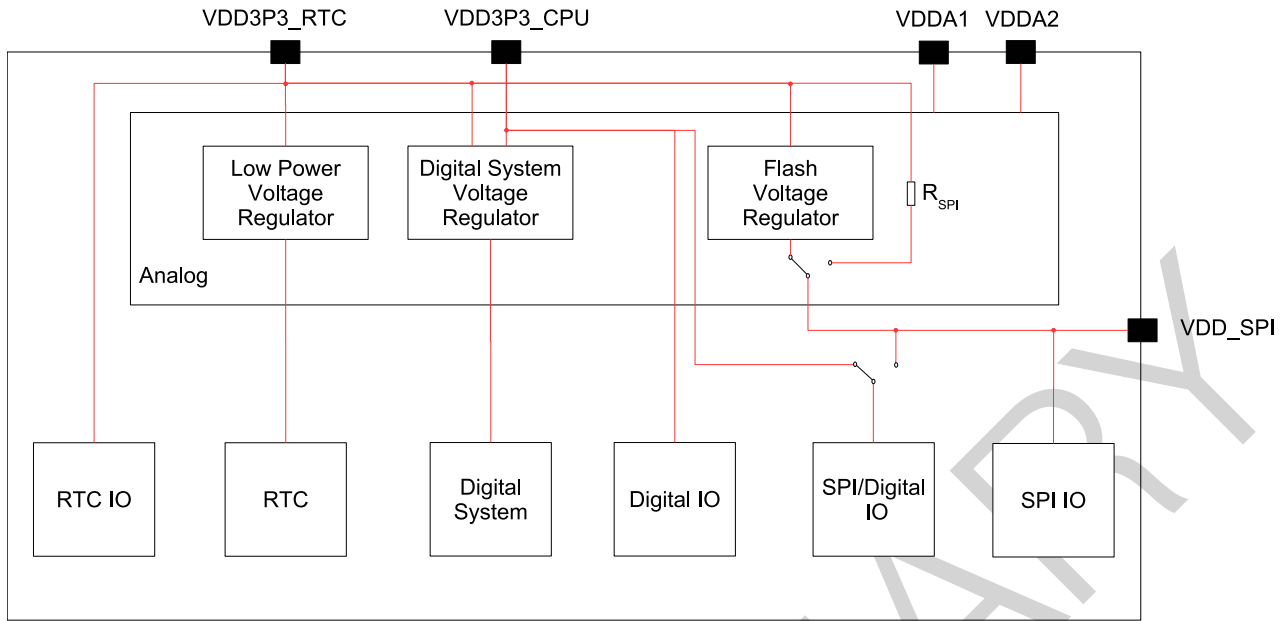 VDD3P3_RTC
VDD3P3_CPU
VDDA1
VDDA2
Low Power
Voltage
Regulator
Digital System
Voltage
Regulator
Flash
Voltage
Regulator
RSPI
Analog
VDD_SPI
RTC IO
RTC
Digital
System
Digital IO
SPI/Digital
IO
SPI IO
ARY